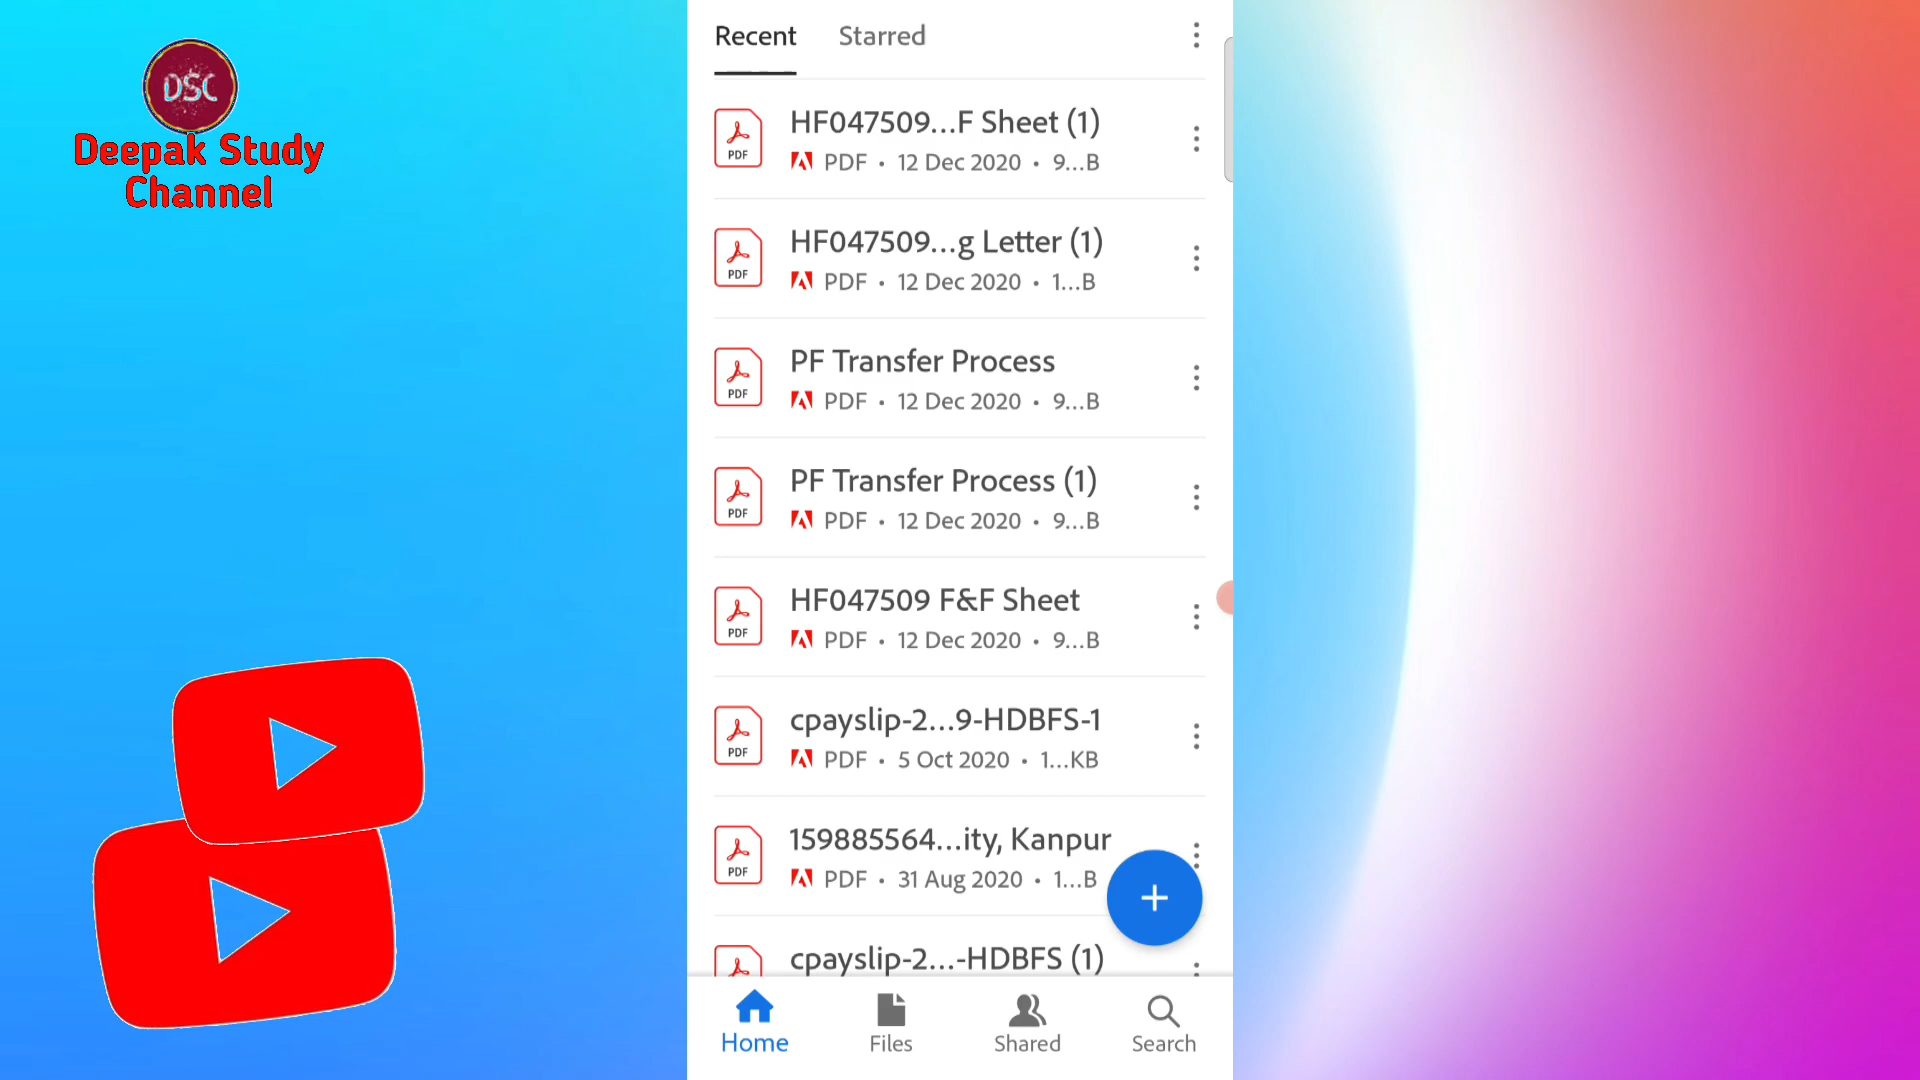 DSC
Deepak Study
Channel
Recent
Starred
HF047509...F Sheet (1)
PDF • 12 Dec 2020 • 9...B
HF047509...g Letter (1)
PDF • 12 Dec 2020 • 1...B
PF Transfer Process
PDF • 12 Dec 2020 • 9...B
PF Transfer Process (1)
PDF • 12 Dec 2020 • 9...B
HF047509 F&F Sheet
PDF • 12 Dec 2020 • 9...B
cpayslip-2...9-HDBFS-1
PDF • 5 Oct 2020 • 1...KB
159885564...ity, Kanpur
PDF • 31 Aug 2020 • 1...B
cpayslip-2...-HDBFS (1)
PDF
PDF
PDF
PDF
PDF
PDF
PDF
Home
Files
Shared
Search